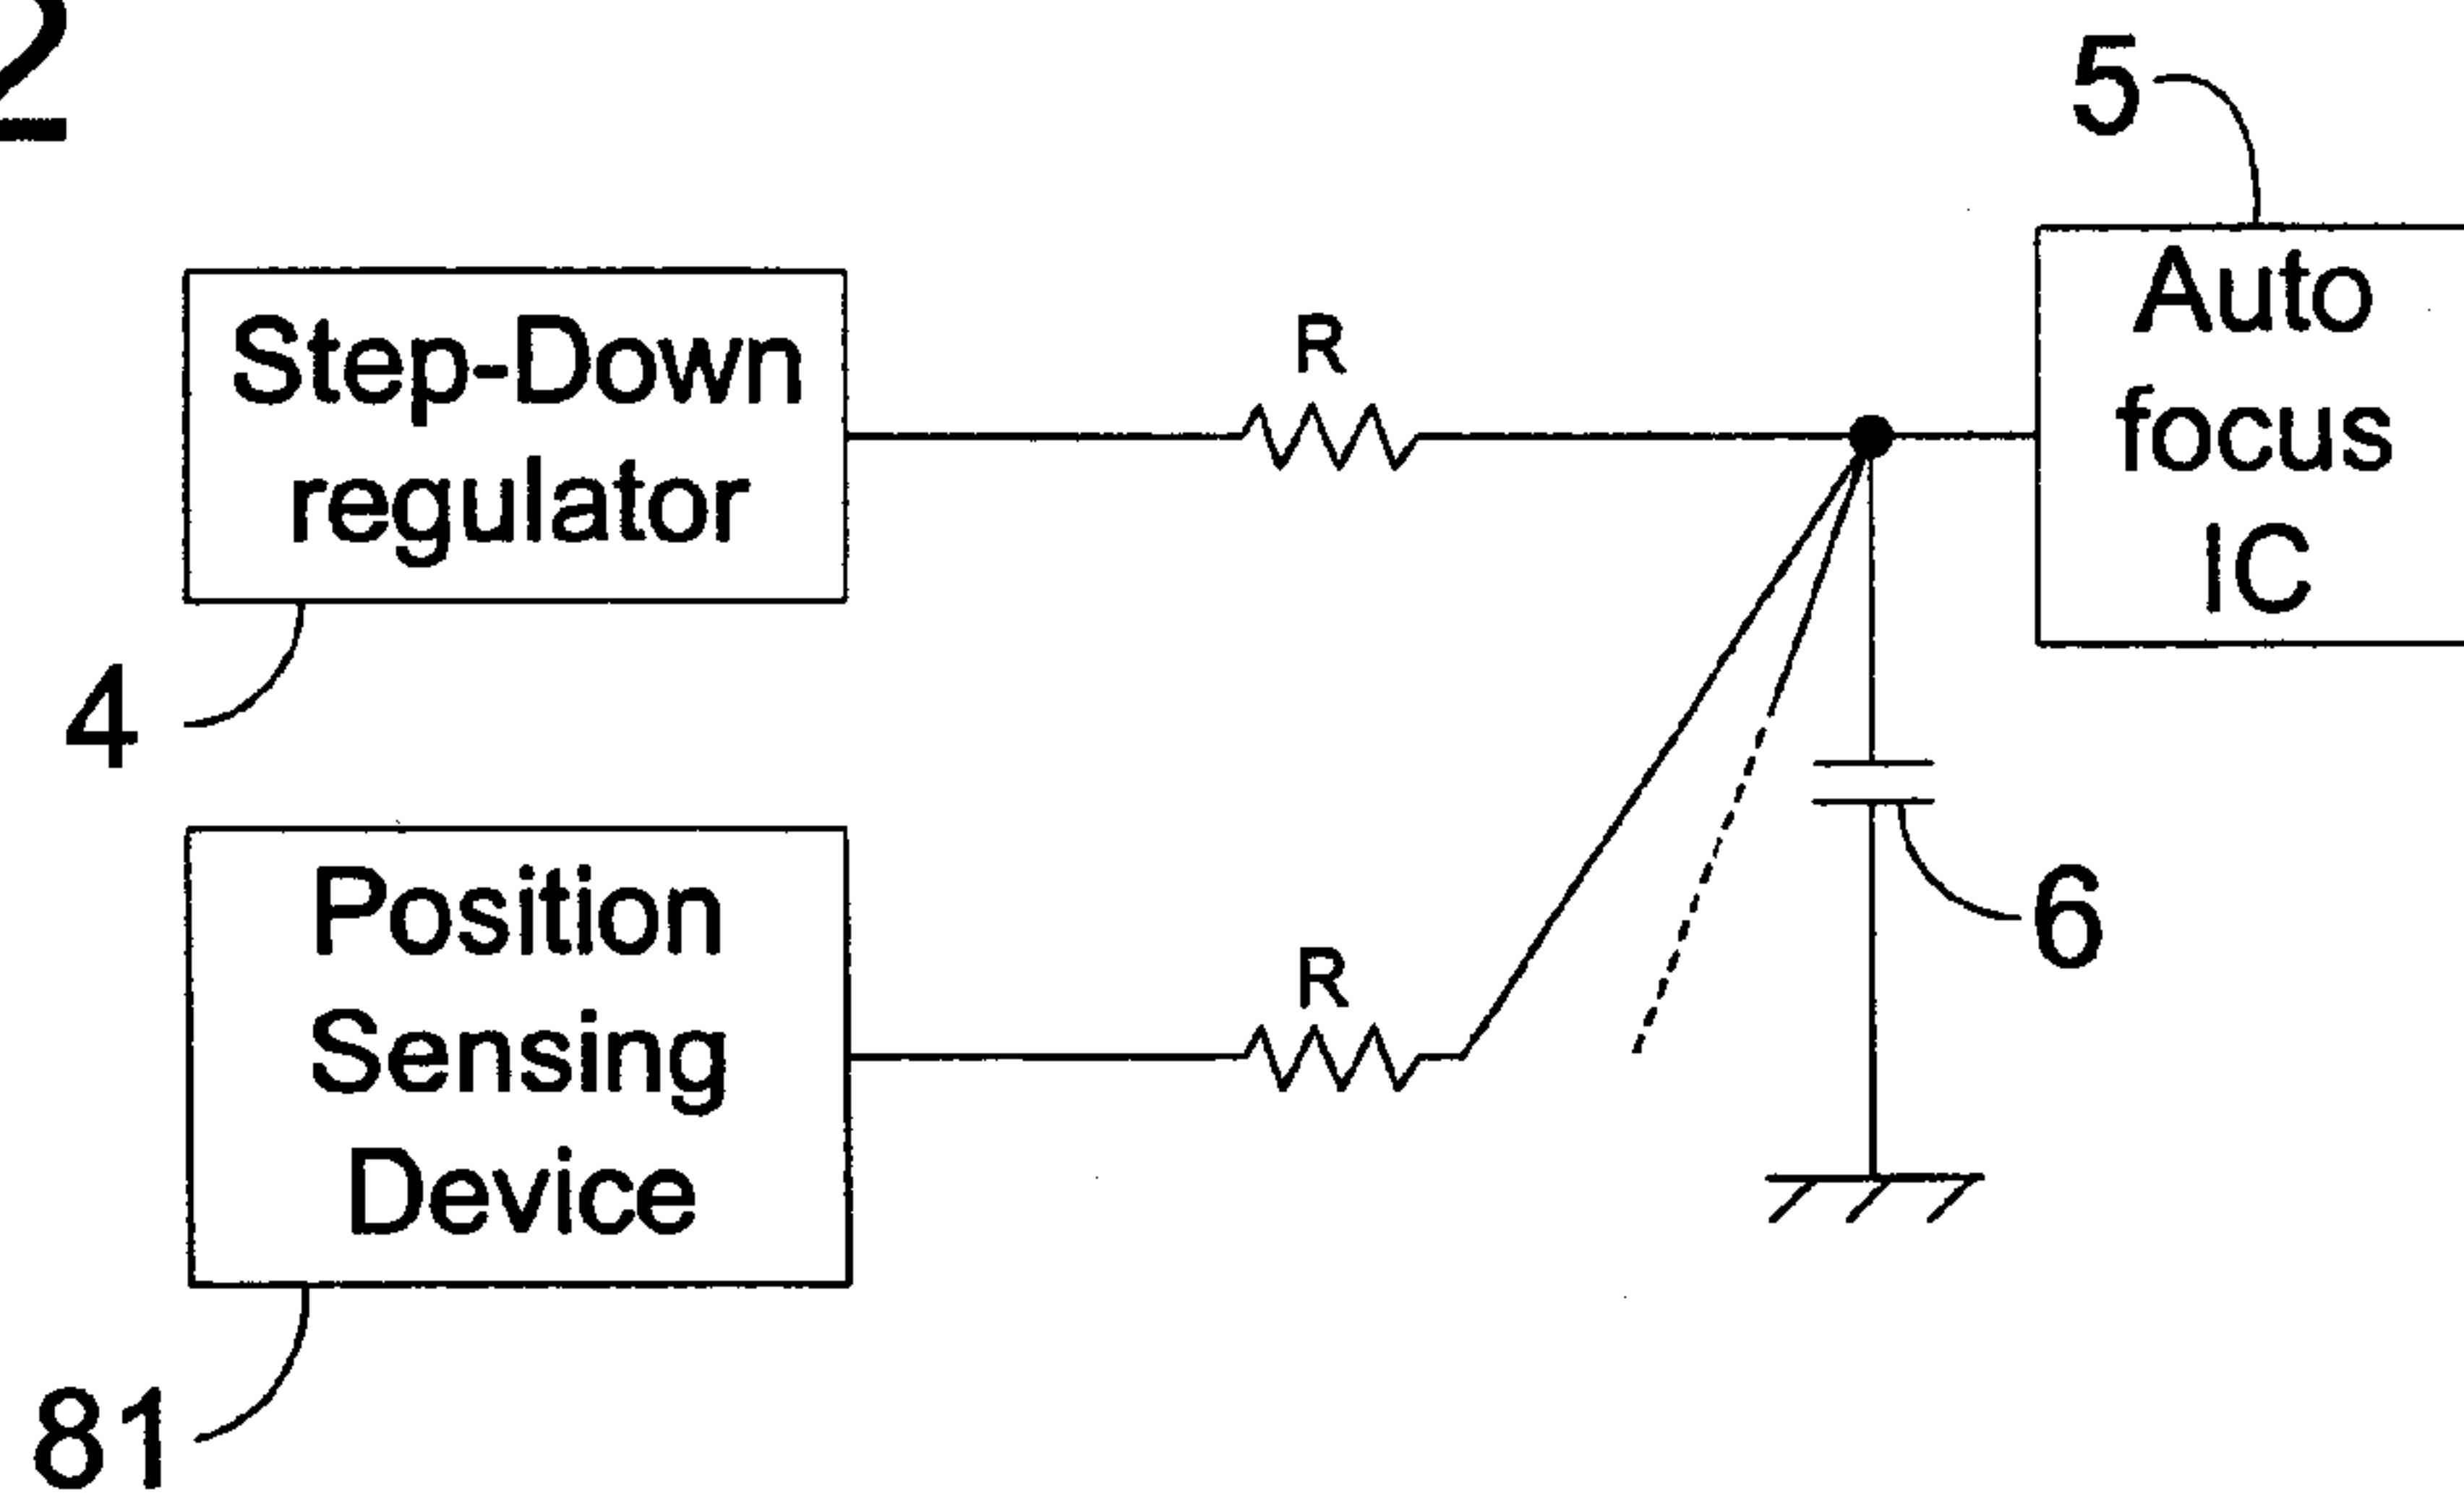 2
5
Step-Down
regulator
R
Auto
focus
IC
4
Position
Sensing
Device
R
6
81